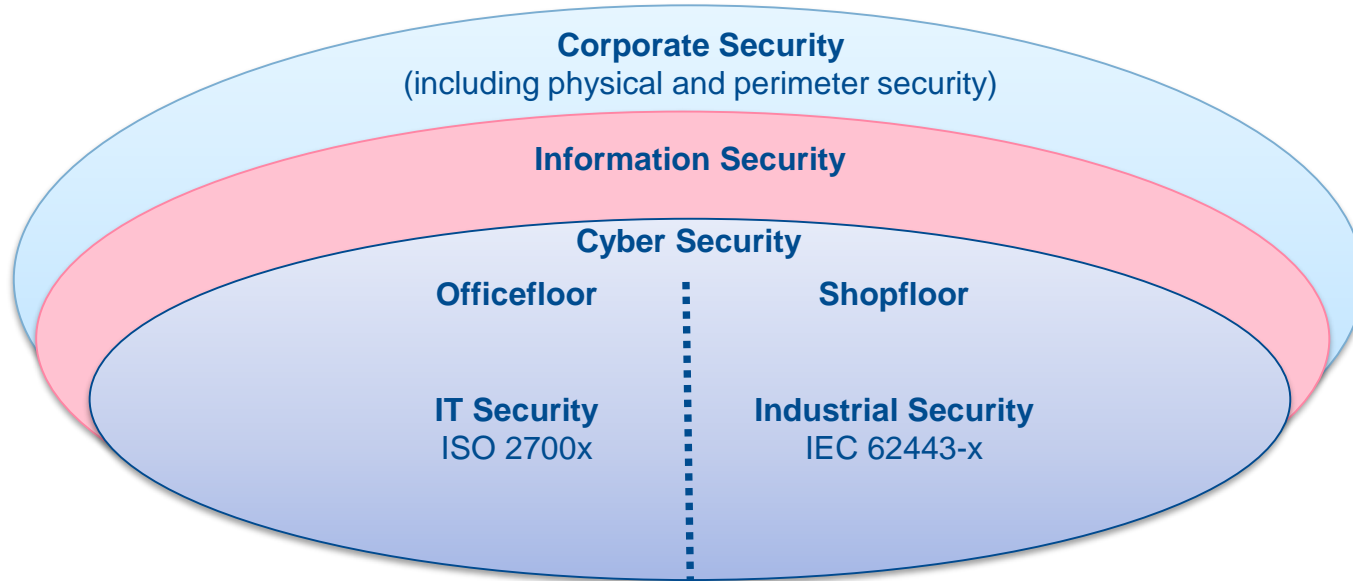 Corporate Security
(including physical and perimeter security)
Information Security
Cyber Security
Officefloor
Shopfloor
IT Security
ISO 2700x
Industrial Security
IEC 62443-x